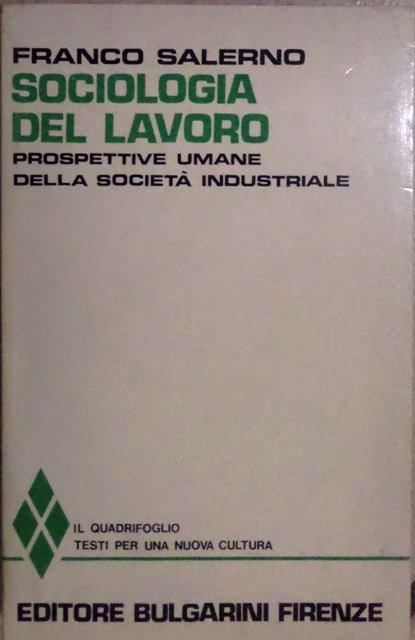 FRANCO SALERNO
SOCIOLOGIA
DEL LAVORO
PROSPETTIVE UMANE
DELLA SOCIETÀ INDUSTRIALE
IL QUADRIFOGLIO
TESTI PER UNA NUOVA CULTURA
EDITORE BULGARINI FIRENZE